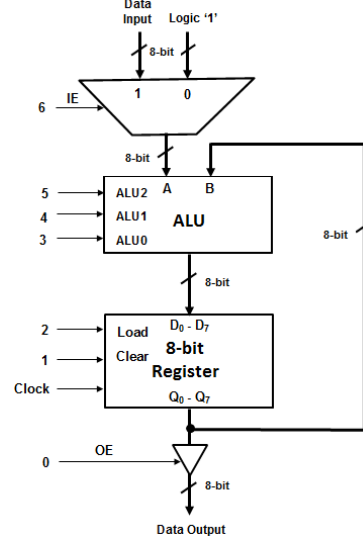 Data
Input
Logic '1'
8-bit
1 0
6 IE
8-bit
A B
5 ALU2
4 ALU1
ALU
3 ALU0
8-bit
8-bit
D0 - D7
2 Load
8-bit
1 Clear
Register
Clock
Q0 - Q7
0 OE
8-bit
Data Output